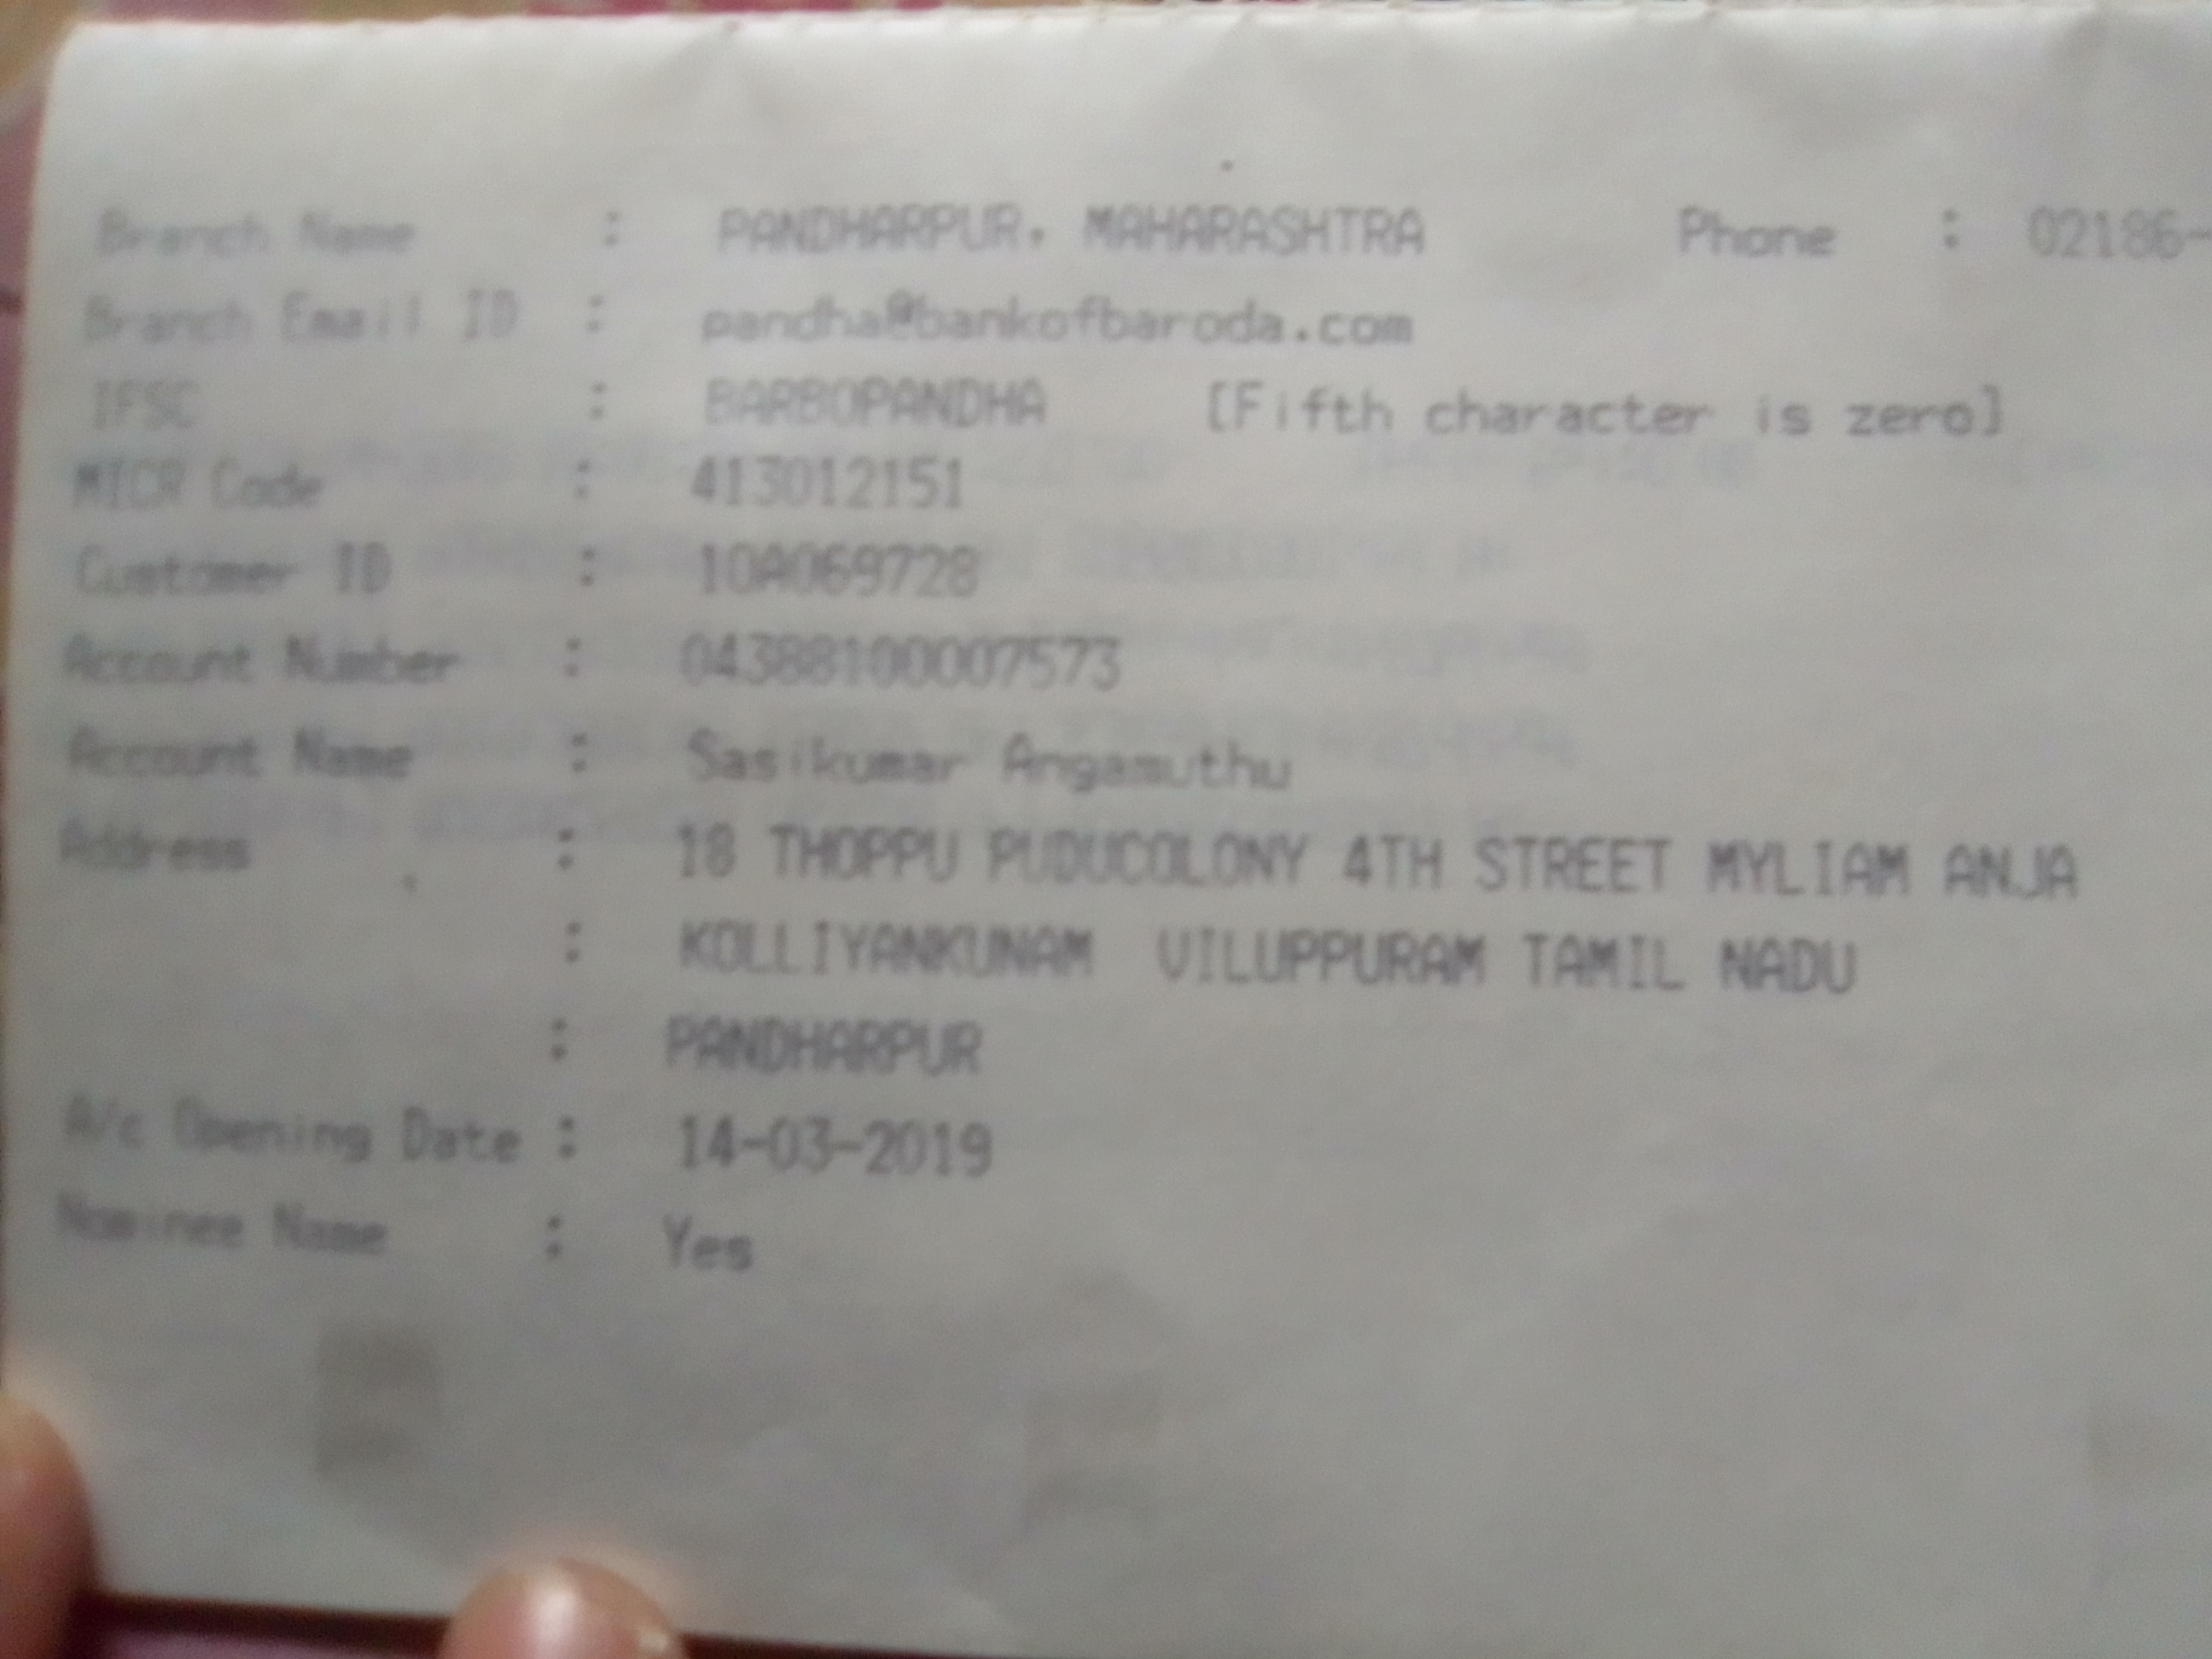 Branch Name : PANDHARPUR, MAHARASHTRA Phone : 02186-
Branch Email ID : pandha@bankofbaroda.com
IFSC : BARB0PANDHA [Fifth character is zero]
MICR Code : 413012151
Customer ID : 10A069728
Account Number : 04388100007573
Account Name : Sasikumar Angamuthu
Address : 18 THOPPU PUDUCOLONY 4TH STREET MYLIAM ANJA
: KOLLIYANKUNAM VILUPPURAM TAMIL NADU
: PANDHARPUR
A/c Opening Date : 14-03-2019
Nominee Name : Yes